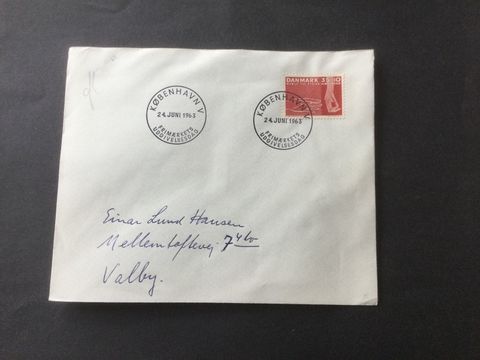 KØBENHAVN V
24. JUNI 1963
FRIMÆRKETS
UDGIVELSESDAG
DANMARK 35+10
KØBENHAVN V
24. JUNI 1963
FRIMÆRKETS
UDGIVELSESDAG
Einar Lund Hansen
Mellemtoftevej 7
Valby.